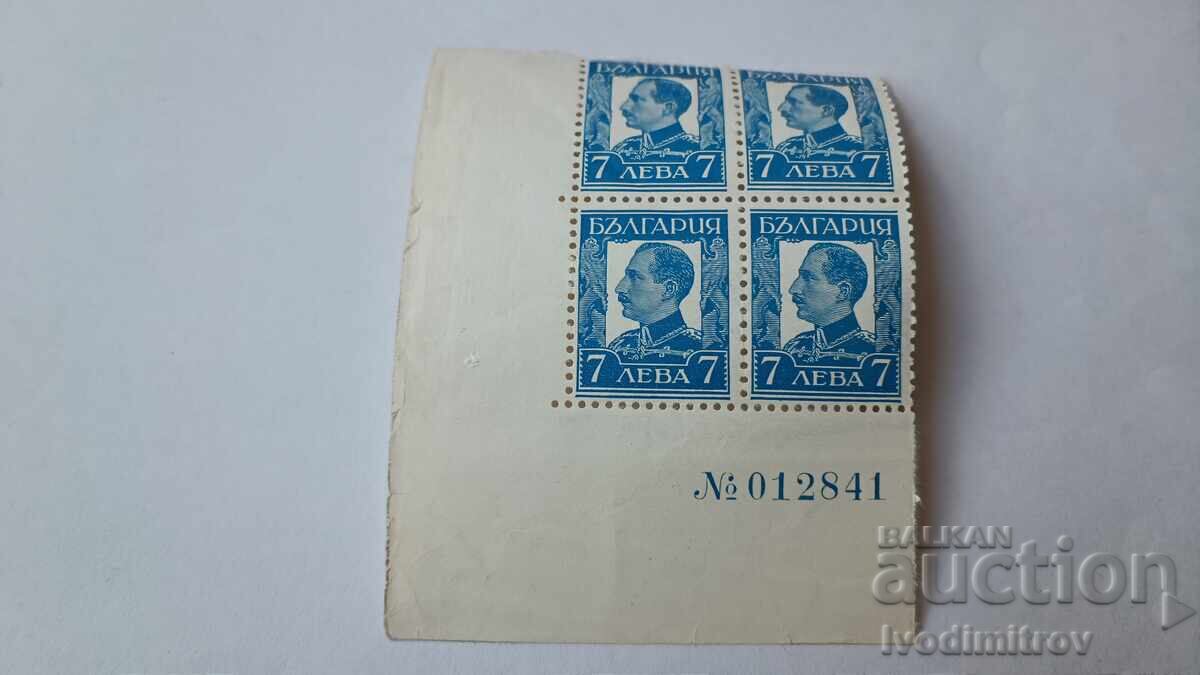 БЪЛГАРИЯ БЪЛГАРИЯ
7 ЛЕВА 7 7 ЛЕВА 7
БЪЛГАРИЯ БЪЛГАРИЯ
7 ЛЕВА 7 7 ЛЕВА 7
№ 012841
BALKAN
auction
Ivodimitrov